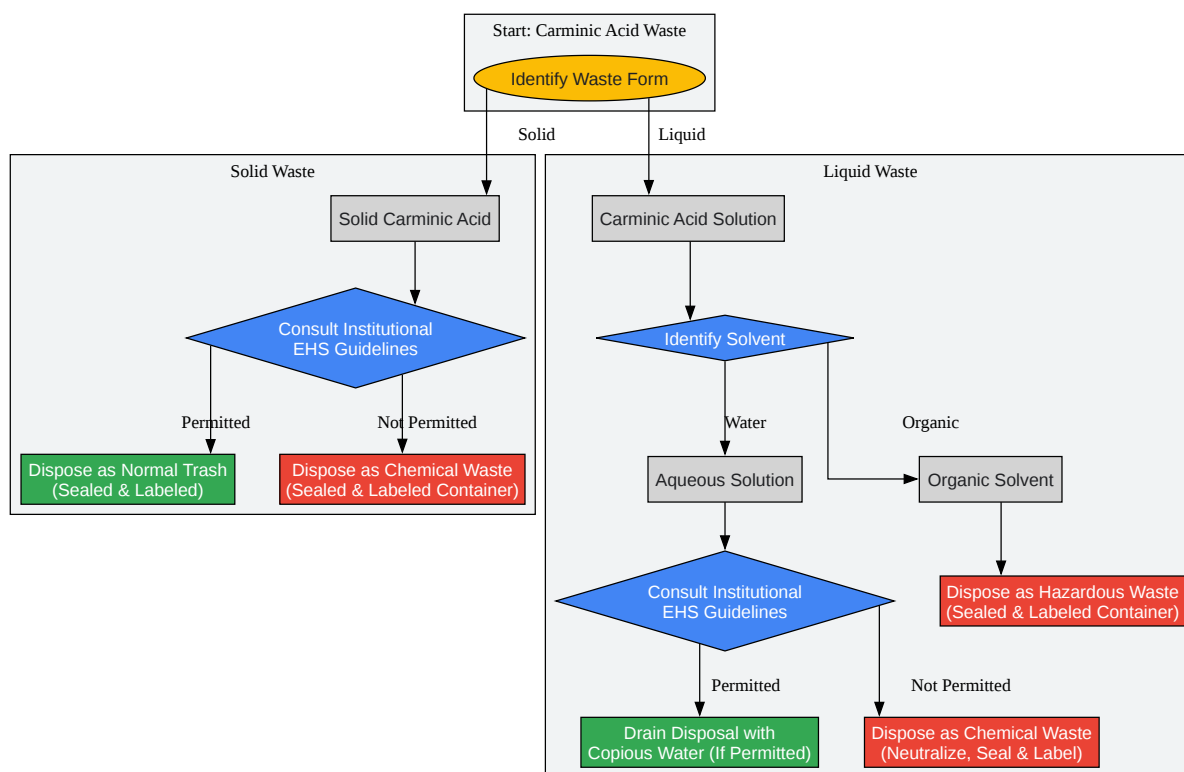 Start: Carminic Acid Waste
Identify Waste Form
Solid
Liquid
Solid Waste
Solid Carminic Acid
Consult Institutional
EHS Guidelines
Permitted
Not Permitted
Dispose as Normal Trash
(Sealed & Labeled)
Dispose as Chemical Waste
(Sealed & Labeled Container)
Liquid Waste
Carminic Acid Solution
Identify Solvent
Water
Organic
Aqueous Solution
Organic Solvent
Consult Institutional
EHS Guidelines
Dispose as Hazardous Waste
(Sealed & Labeled Container)
Permitted
Not Permitted
Drain Disposal with
Copious Water (If Permitted)
Dispose as Chemical Waste
(Neutralize, Seal & Label)